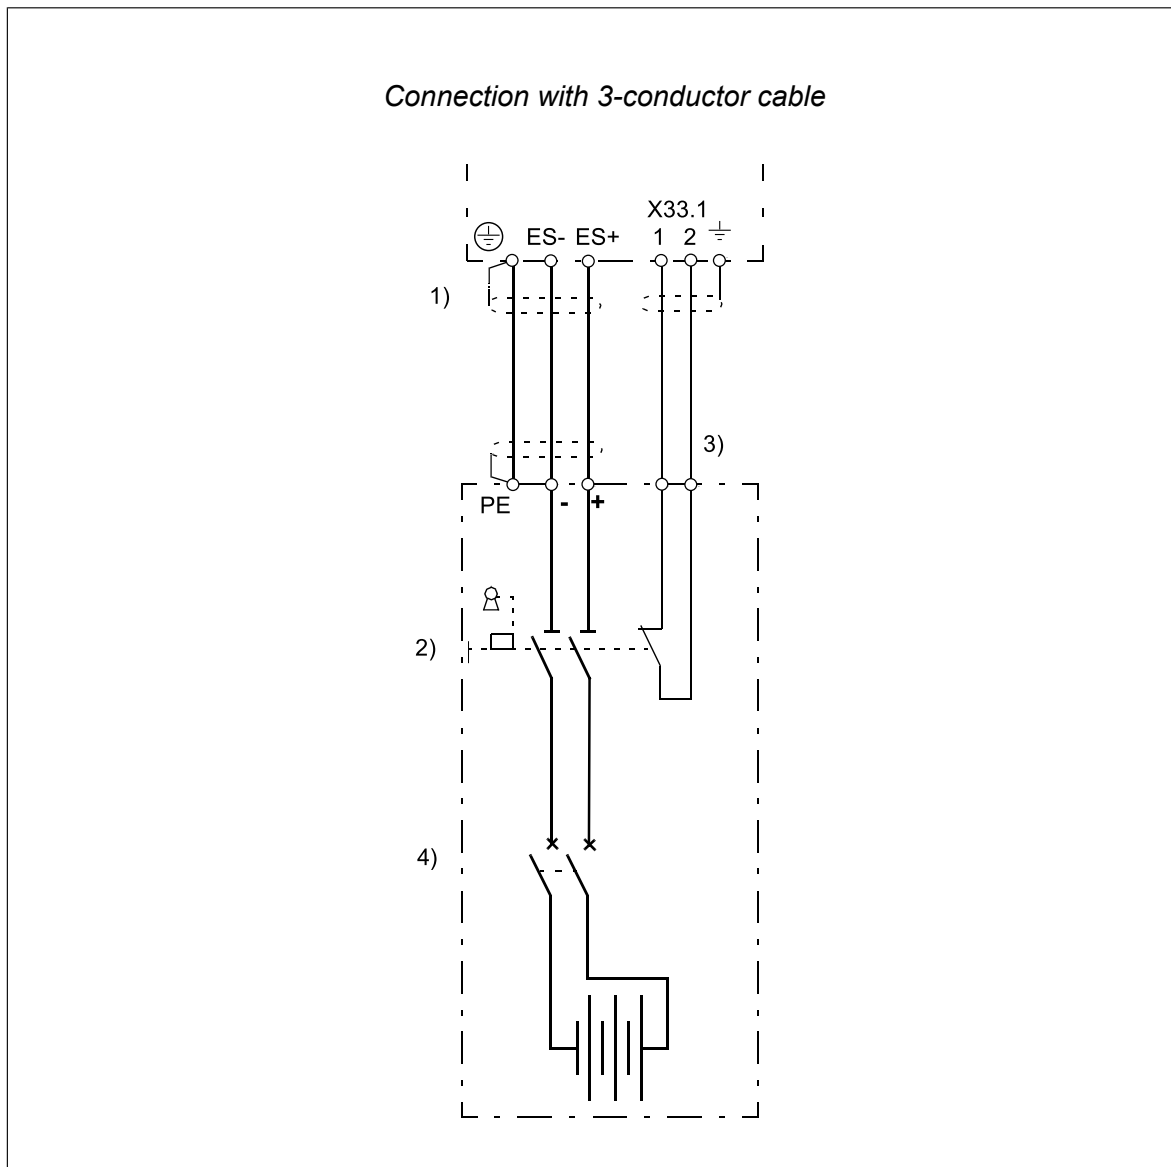 Connection with 3-conductor cable
X33.1
ES- ES+ 1 2
1)
3)
PE - +
2)
4)